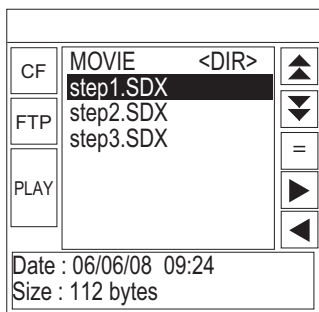 CF
FTP
PLAY
MOVIE <DIR>
step1.SDX
step2.SDX
step3.SDX
=
Date : 06/06/08 09:24
Size : 112 bytes